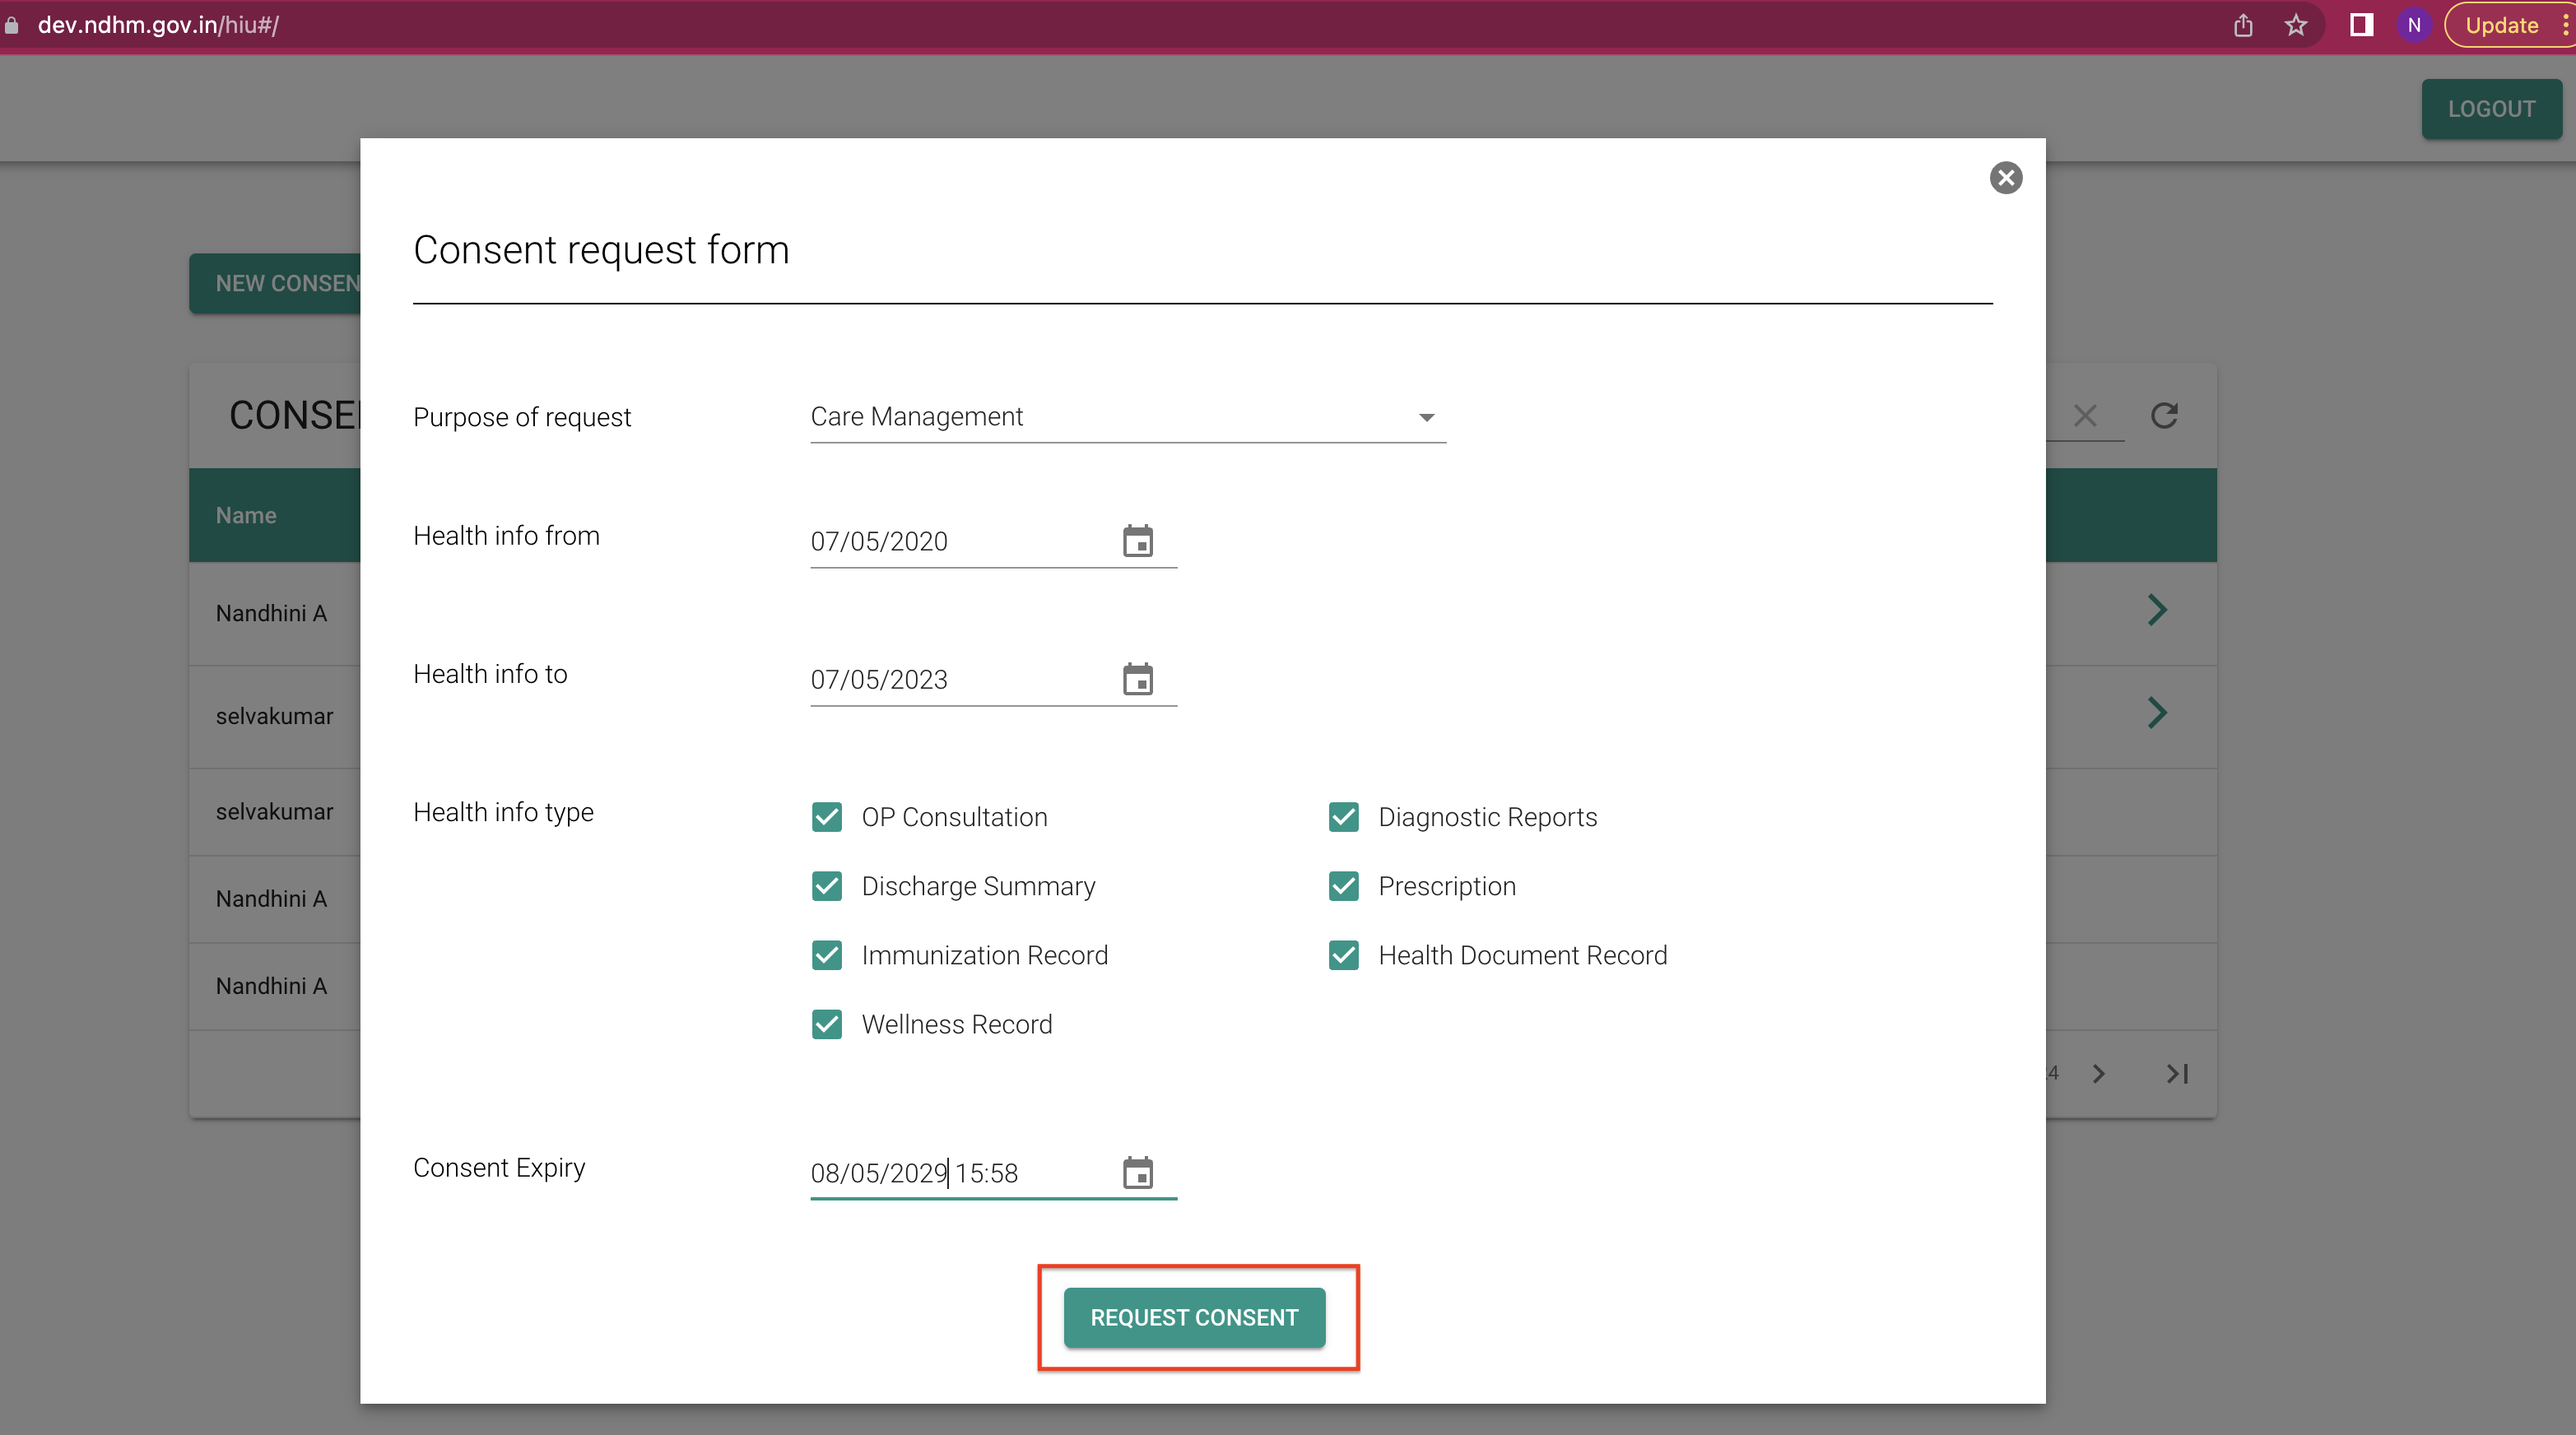 dev.ndhm.gov.in/hiu#/
N
Update
LOGOUT
Consent request form
NEW
Purpose of request
Care Management
Health info from
07/05/2020
Name
Health info to
07/05/2023
Nandhini A
selvakumar
Health info type
OP Consultation
Diagnostic Reports
selvakumar
Discharge Summary
Prescription
Nandhini A
Immunization Record
Health Document Record
Nandhini A
Wellness Record
Consent Expiry
08/05/2029 15:58
REQUEST CONSENT